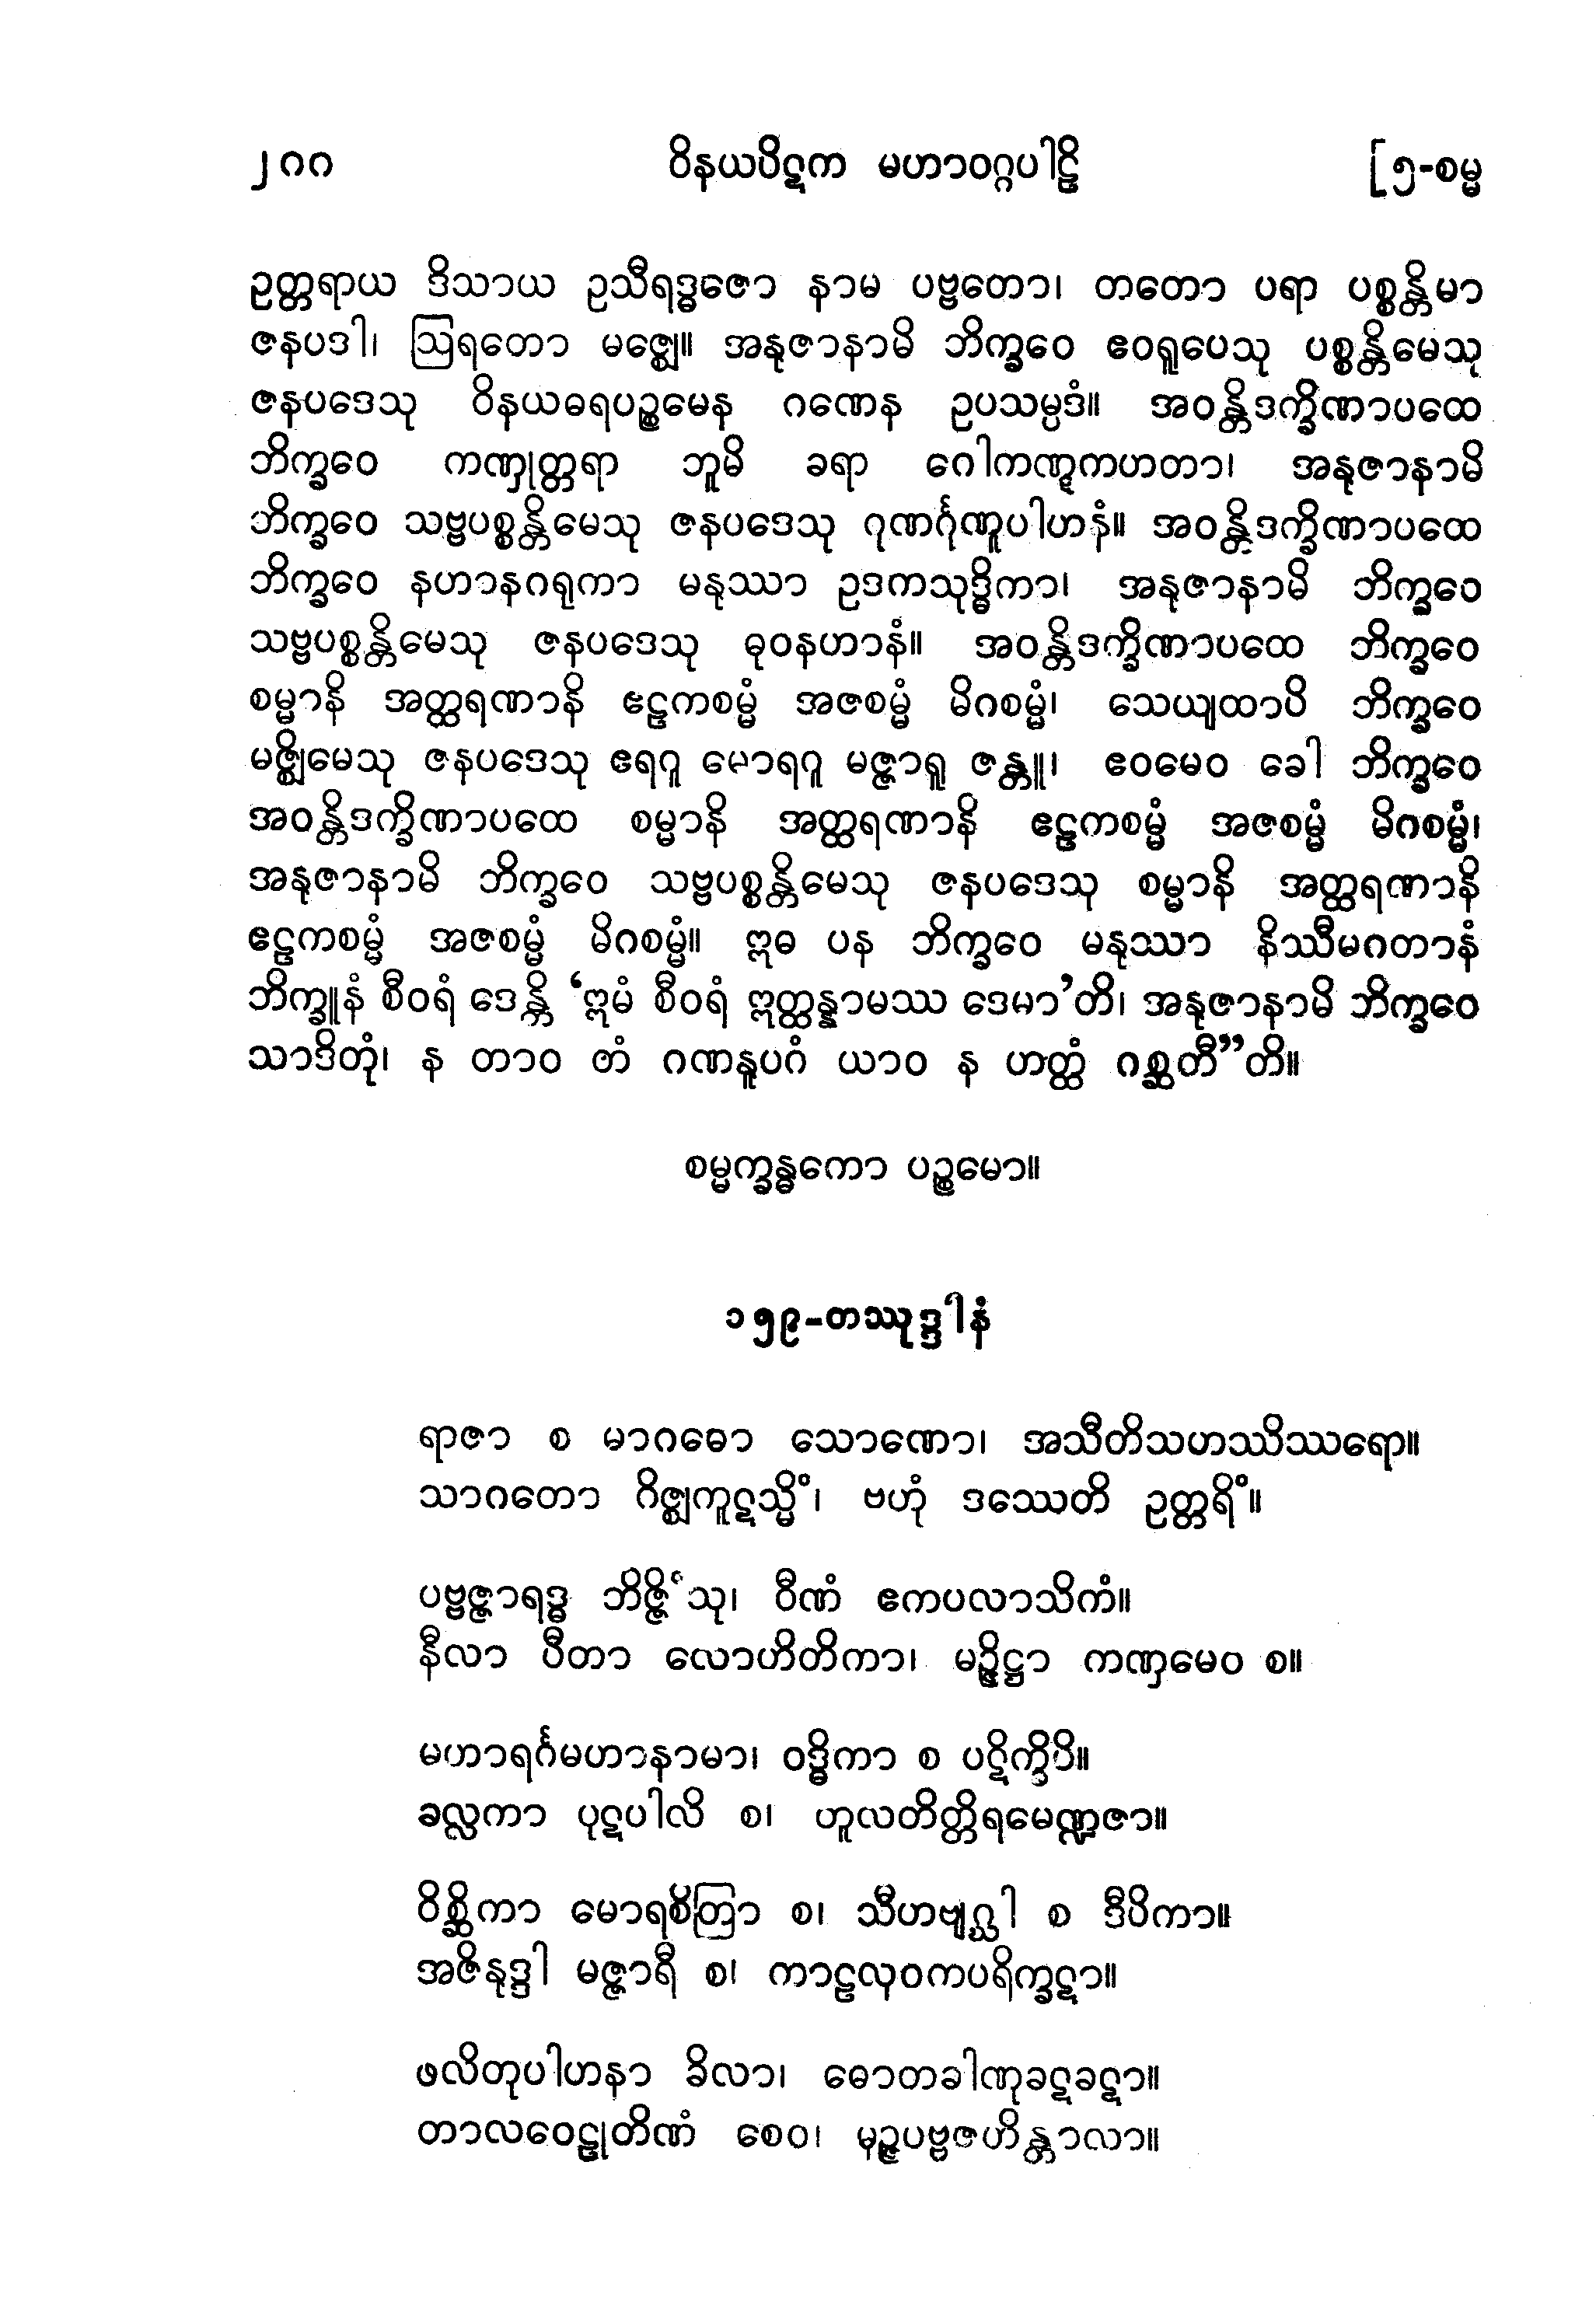 ၂၈၈ ဝိနယပိဋက မဟာဝဂ္ဂပါဠိ [၅-စမ္မ
ဥတ္တရာယ ဒိသာယ ဥသီရဒ္ဓဇော နာမ ပဗ္ဗတော၊ တတော ပရာ ပစ္စန္တိမာ
ဇနပဒါ၊ ဩရတော မဇ္ဈေ။ အနုဇာနာမိ ဘိက္ခဝေ ဧဝရူပေသု ပစ္စန္တိမေသု
ဇနပဒေသု ဝိနယဓရပဉ္စမေန ဂဏေန ဥပသမ္ပဒံ။ အဝန္တိဒက္ခိဏာပထေ
ဘိက္ခဝေ ကဏှုတ္တရာ ဘူမိ ခရာ ဂေါကဏ္ဋကဟတာ၊ အနုဇာနာမိ
ဘိက္ခဝေ သဗ္ဗပစ္စန္တိမေသု ဇနပဒေသု ဂုဏင်္ဂုဏူပါဟနံ။ အဝန္တိဒက္ခိဏာပထေ
ဘိက္ခဝေ နဟာနဂရုကာ မနုဿာ ဥဒကသုဒ္ဓိကာ၊ အနုဇာနာမိ ဘိက္ခဝေ
သဗ္ဗပစ္စန္တိမေသု ဇနပဒေသု ဓုဝနဟာနံ။ အဝန္တိဒက္ခိဏာပထေ ဘိက္ခဝေ
စမ္မာနိ အတ္ထရဏာနိ ဧဠကစမ္မံ အဇစမ္မံ မိဂစမ္မံ၊ သေယျထာပိ ဘိက္ခဝေ
မဇ္ဈိမေသု ဇနပဒေသု ဧရဂူ မောရဂူ မဇ္ဇာရူ ဇန္တူ၊ ဧဝမေဝ ခေါ ဘိက္ခဝေ
အဝန္တိဒက္ခိဏာပထေ စမ္မာနိ အတ္ထရဏာနိ ဧဠကစမ္မံ အဇစမ္မံ မိဂစမ္မံ၊
အနုဇာနာမိ ဘိက္ခဝေ သဗ္ဗပစ္စန္တိမေသု ဇနပဒေသု စမ္မာနိ အတ္ထရဏာနိ
ဧဠကစမ္မံ အဇစမ္မံ မိဂစမ္မံ။ ဣဓ ပန ဘိက္ခဝေ မနုဿာ နိဿီမဂတာနံ
ဘိက္ခူနံ စီဝရံ ဒေန္တိ ‘ဣမံ စီဝရံ ဣတ္ထန္နာမဿ ဒေမာ’တိ၊ အနုဇာနာမိ ဘိက္ခဝေ
သာဒိတုံ၊ န တာဝ တံ ဂဏနူပဂံ ယာဝ န ဟတ္ထံ ဂစ္ဆတီ”တိ။
စမ္မက္ခန္ဓကော ပဉ္စမော။
၁၅၉-တဿုဒ္ဒါနံ
ရာဇာ စ မာဂဓော သောဏော၊ အသီတိသဟဿိဿရော။
သာဂတော ဂိဇ္ဈကူဋသ္မိံ၊ ဗဟုံ ဒဿေတိ ဥတ္တရိံ။
ပဗ္ဗဇ္ဇာရဒ္ဓ ဘိဇ္ဇိံသု၊ ဝီဏံ ဧကပလာသိကံ။
နီလာ ပီတာ လောဟိတိကာ၊ မဉ္ဇိဋ္ဌာ ကဏှမေဝ စ။
မဟာရင်္ဂမဟာနာမာ၊ ဝဒ္ဓိကာ စ ပဋိက္ခိပိ။
ခလ္လကာ ပုဋပါလိ စ၊ တူလတိတ္တိရမေဏ္ဍဇာ။
ဝိစ္ဆိကာ မောရစိတြာ စ၊ သီဟဗျဂ္ဃါ စ ဒီပိကာ။
အဇိနုဒ္ဒါ မဇ္ဇာရီ စ၊ ကာဠလုဝကပရိက္ခဋာ။
ဖလိတုပါဟနာ ခိလာ၊ ဓောတခါဏုခဋခဋာ။
တာလဝေဠုတိဏံ စေဝ၊ မုဉ္ဇပဗ္ဗဇဟိန္တာလာ။